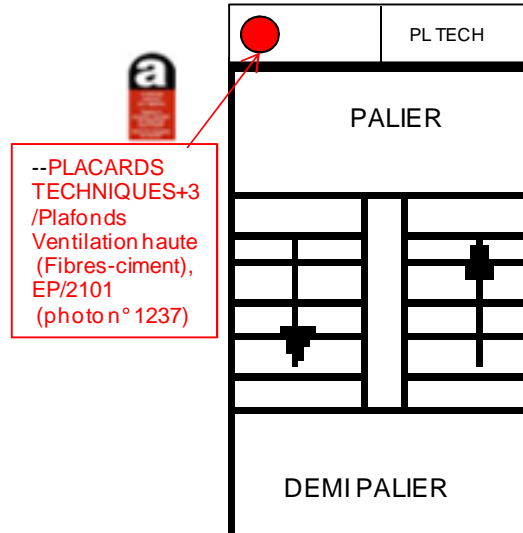 PL TECH
a
PALIER
--PLACARDS
TECHNIQUES+3
/Plafonds
Ventilation haute
(Fibres-ciment),
EP/2101
(photo n° 1237)
DEMI PALIER